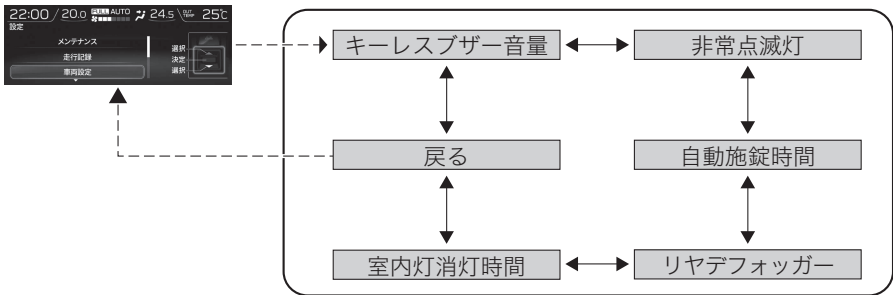 22:00 20.0 FULL AUTO 24.5 OUT TEMP 25℃
設定
メンテナンス
走行記録
車両設定
選択
決定
選択
キーレスブザー音量
非常点滅灯
戻る
自動施錠時間
室内灯消灯時間
リヤデフォッガー